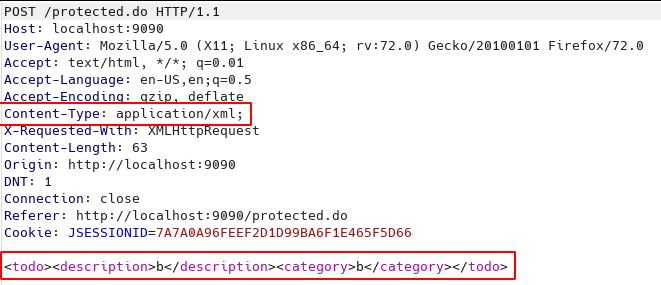 POST /protected.do HTTP/1.1
Host: localhost:9090
User-Agent: Mozilla/5.0 (X11; Linux x86_64; rv:72.0) Gecko/20100101 Firefox/72.0
Accept: text/html, */*; q=0.01
Accept-Language: en-US,en;q=0.5
Accept-Encoding: gzip, deflate
Content-Type: application/xml;
X-Requested-With: XMLHttpRequest
Content-Length: 63
Origin: http://localhost:9090
DNT: 1
Connection: close
Referer: http://localhost:9090/protected.do
Cookie: JSESSIONID=7A7A0A96FEEF2D1D99BA6F1E465F5D66
<todo><description>b</description><category>b</category></todo>